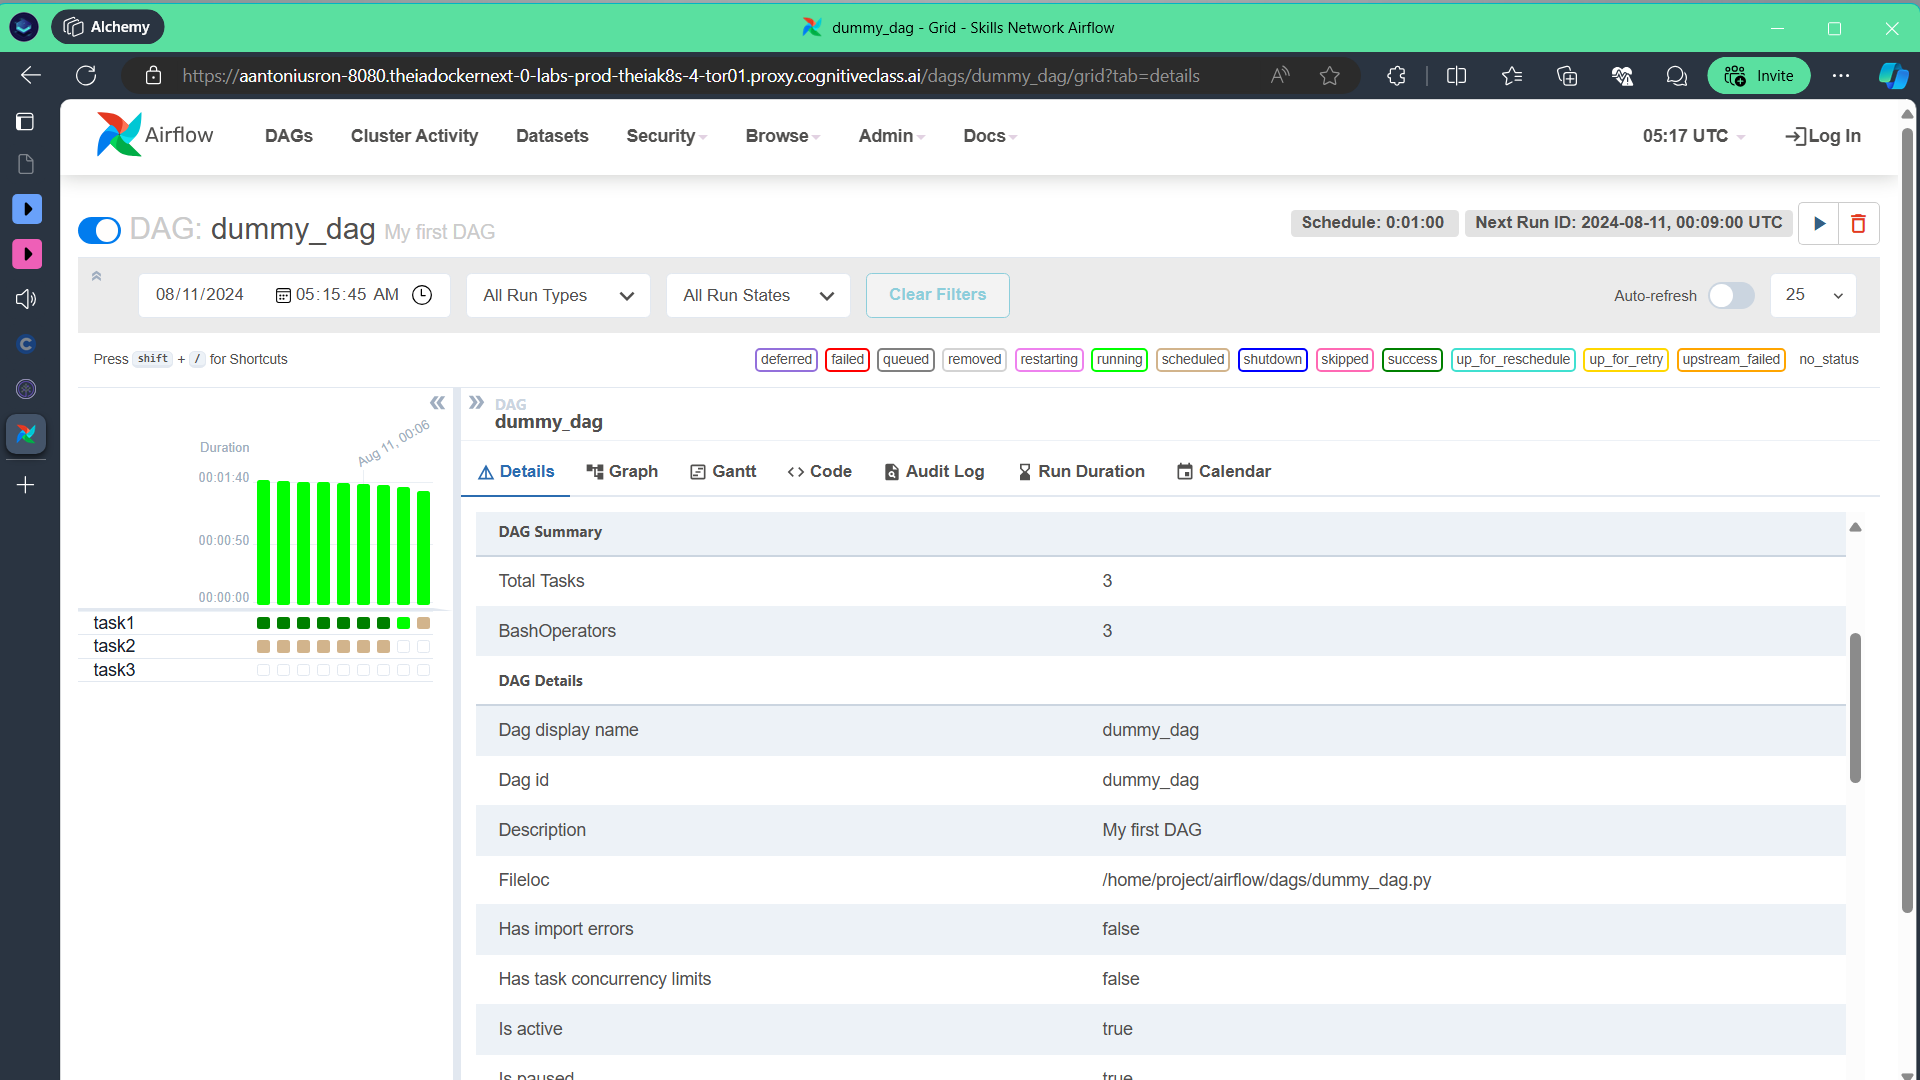 Alchemy
dummy_dag - Grid - Skills Network Airflow
https://aantoniusron-8080.theiadockernext-0-labs-prod-theiak8s-4-tor01.proxy.cognitiveclass.ai/dags/dummy_dag/grid?tab=details
Invite
Airflow
DAGs
Cluster Activity
Datasets
Security
Browse
Admin
Docs
05:17 UTC
Log In
DAG: dummy_dag My first DAG
Schedule: 0:01:00
Next Run ID: 2024-08-11, 00:09:00 UTC
08/11/2024 05:15:45 AM
All Run Types
All Run States
Clear Filters
Auto-refresh
25
Press shift + / for Shortcuts
deferred
failed
queued
removed
restarting
running
scheduled
shutdown
skipped
success
up_for_reschedule
up_for_retry
upstream_failed
no_status
Duration
Aug 11, 00:06
00:01:40
00:00:50
00:00:00
task1
task2
task3
DAG
dummy_dag
Details
Graph
Gantt
Code
Audit Log
Run Duration
Calendar
DAG Summary
Total Tasks 3
BashOperators 3
DAG Details
Dag display name dummy_dag
Dag id dummy_dag
Description My first DAG
Fileloc /home/project/airflow/dags/dummy_dag.py
Has import errors false
Has task concurrency limits false
Is active true
Is paused true